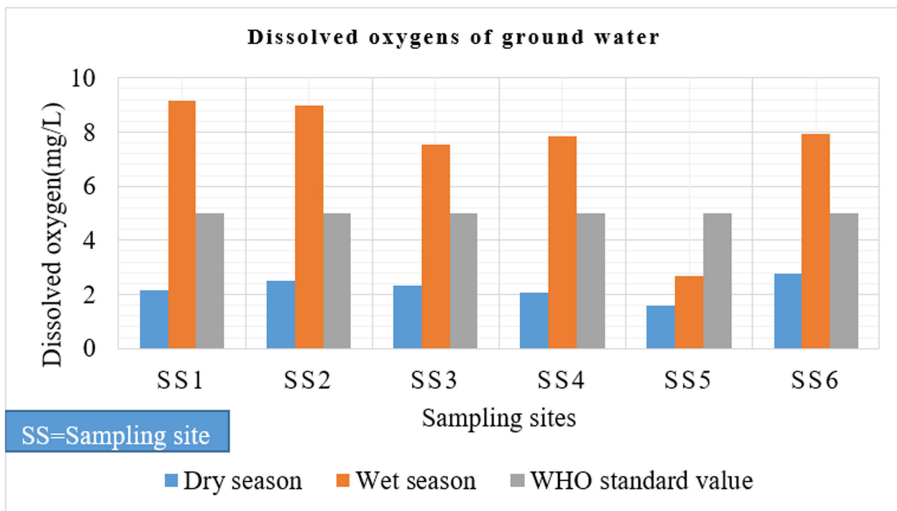 Dissolved oxygens of ground water
Dissolved oxygen(mg/L)
10
8
6
4
2
0
SS1 SS2 SS3 SS4 SS5 SS6
Sampling sites
SS=Sampling site
Dry season Wet season WHO standard value